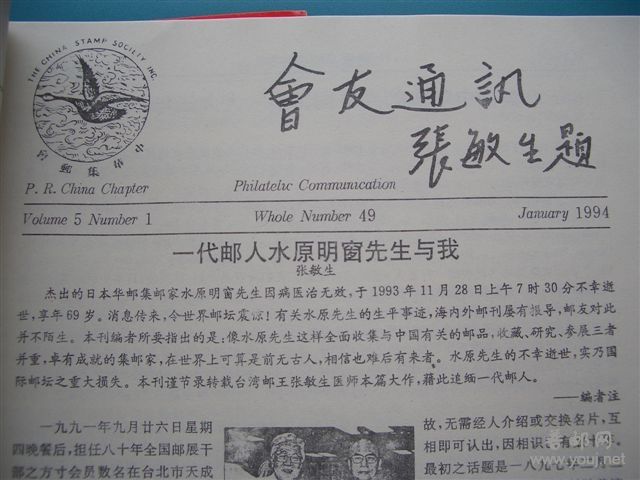 THE CHINA STAMP SOCIETY INC.
會友通訊
張敏生題
中華集郵會
P. R. China Chapter
Philatelic Communication
Volume 5 Number 1
Whole Number 49
January 1994
一代邮人水原明窗先生与我
张敏生
杰出的日本华邮集邮家水原明窗先生因病医治无效，于 1993 年 11 月 28 日上午 7 时 30 分不幸逝
世，享年 69 岁。消息传来，令世界邮坛震惊！有关水原先生的生平事迹，海内外邮刊屡有报导，邮友对此
并不陌生。本刊编者所要指出的是：像水原先生这样全面收集与中国有关的邮品，收藏、研究、参展三者
并重，卓有成就的集邮家，在世界上可算是前无古人，相信也难后有来者。水原先生的不幸逝世，实乃国
际邮坛之重大损失。本刊谨节录转载台湾邮王张敏生医师本篇大作，藉此追缅一代邮人。
——编者注
一九九一年九月廿六日星期
四晚餐后，担任八十年全国邮展干
部之方寸会员数名在台北市天成
故，无需经人介绍或交换名片，互
相即可认出，因相识
最初之话题是一八九七
www.youj.net